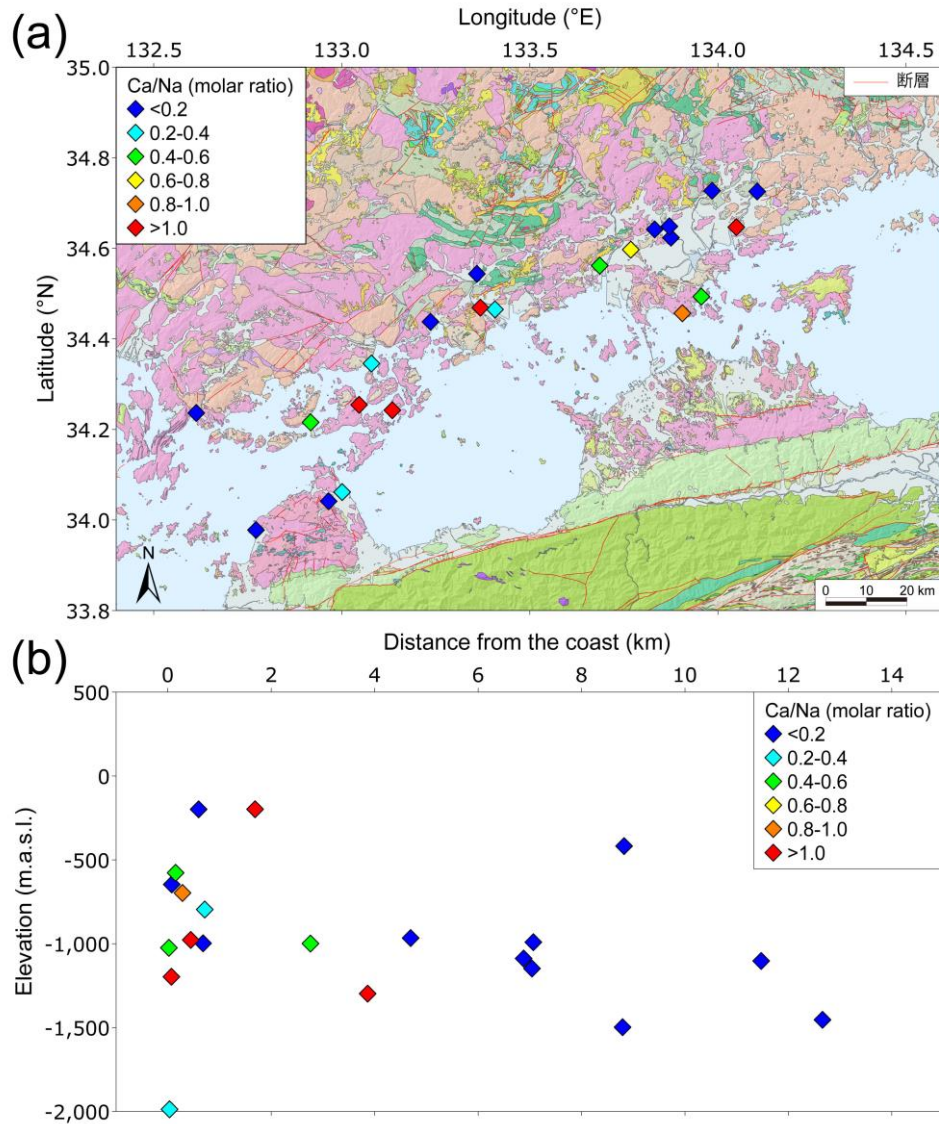 (a)
Longitude (°E)
132.5 133.0 133.5 134.0 134.5
Latitude (°N)
35.0
34.8
34.6
34.4
34.2
34.0
33.8
Ca/Na (molar ratio)
<0.2
0.2-0.4
0.4-0.6
0.6-0.8
0.8-1.0
>1.0
断層
N
0 10 20 km
(b)
Distance from the coast (km)
0 2 4 6 8 10 12 14
Elevation (m.a.s.l.)
500
0
-500
-1,000
-1,500
-2,000
Ca/Na (molar ratio)
<0.2
0.2-0.4
0.4-0.6
0.6-0.8
0.8-1.0
>1.0